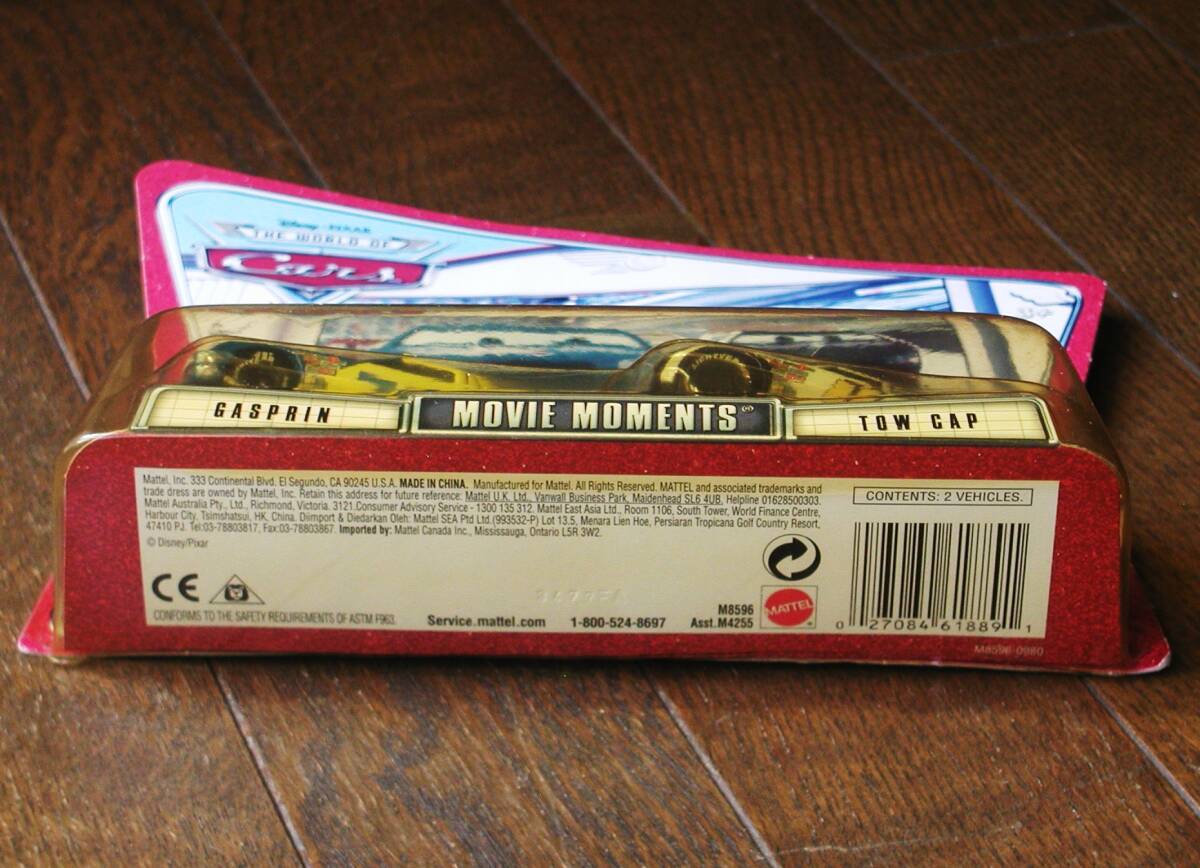 Disney · PIXAR
THE WORLD OF
Cars
GASPRIN
MOVIE MOMENTS
TOW CAP
Mattel, Inc. 333 Continental Blvd. El Segundo, CA 90245 U.S.A. MADE IN CHINA. Manufactured for Mattel. All Rights Reserved. MATTEL and associated trademarks and
trade dress are owned by Mattel, Inc. Retain this address for future reference: Mattel U.K. Ltd., Vanwall Business Park, Maidenhead SL6 4UB. Helpline 01628500303.
Mattel Australia Pty., Ltd., Richmond, Victoria. 3121.Consumer Advisory Service - 1300 135 312. Mattel East Asia Ltd., Room 1106, South Tower, World Finance Centre,
Harbour City, Tsimshatsui, HK, China. Diimport & Diedarkan Oleh: Mattel SEA Ptd Ltd.(993532-P) Lot 13.5, Menara Lien Hoe, Persiaran Tropicana Golf Country Resort,
47410 PJ. Tel:03-78803817, Fax:03-78803867. Imported by: Mattel Canada Inc., Mississauga, Ontario L5R 3W2.
© Disney/Pixar
CE
CONFORMS TO THE SAFETY REQUIREMENTS OF ASTM F963.
Service.mattel.com 1-800-524-8697
M8596
Asst.M4255
MATTEL
CONTENTS: 2 VEHICLES.
0 27084 61889 1
M8596-0980